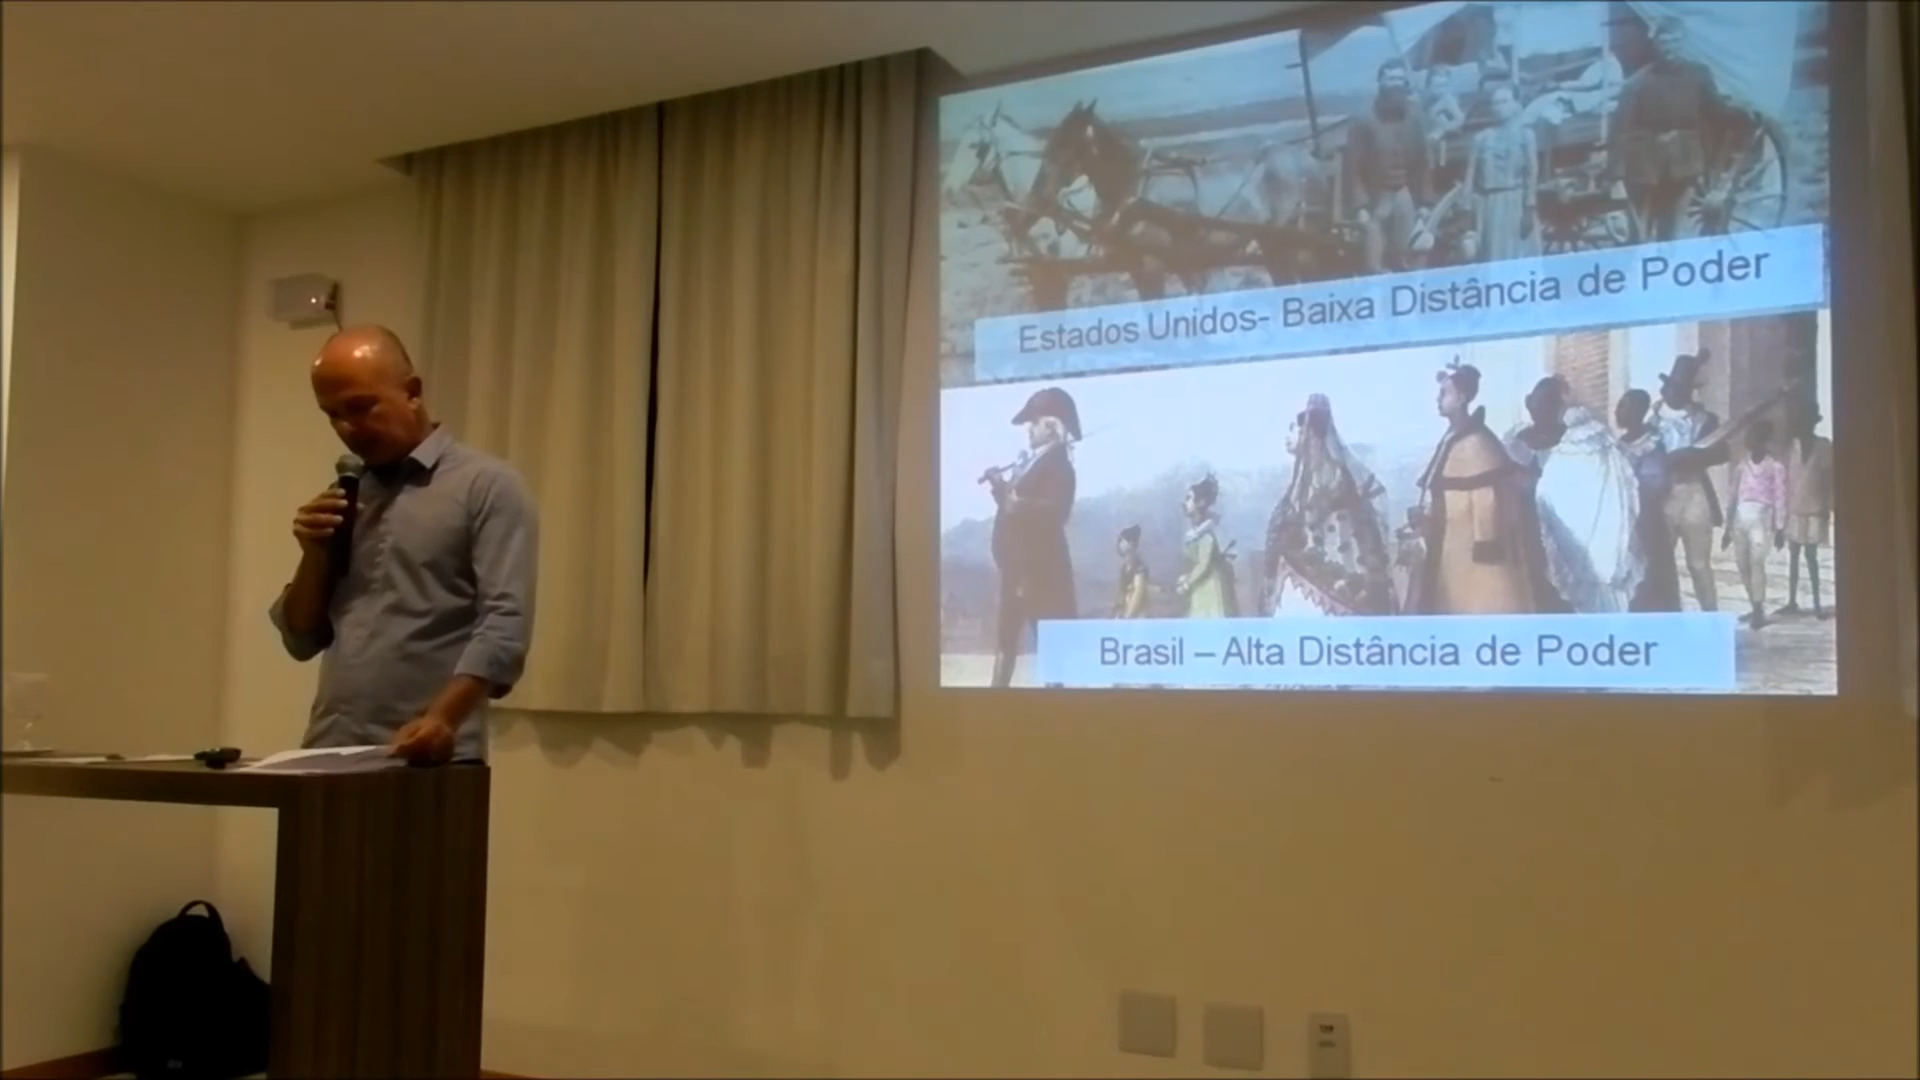 Estados Unidos- Baixa Distância de Poder
Brasil – Alta Distância de Poder